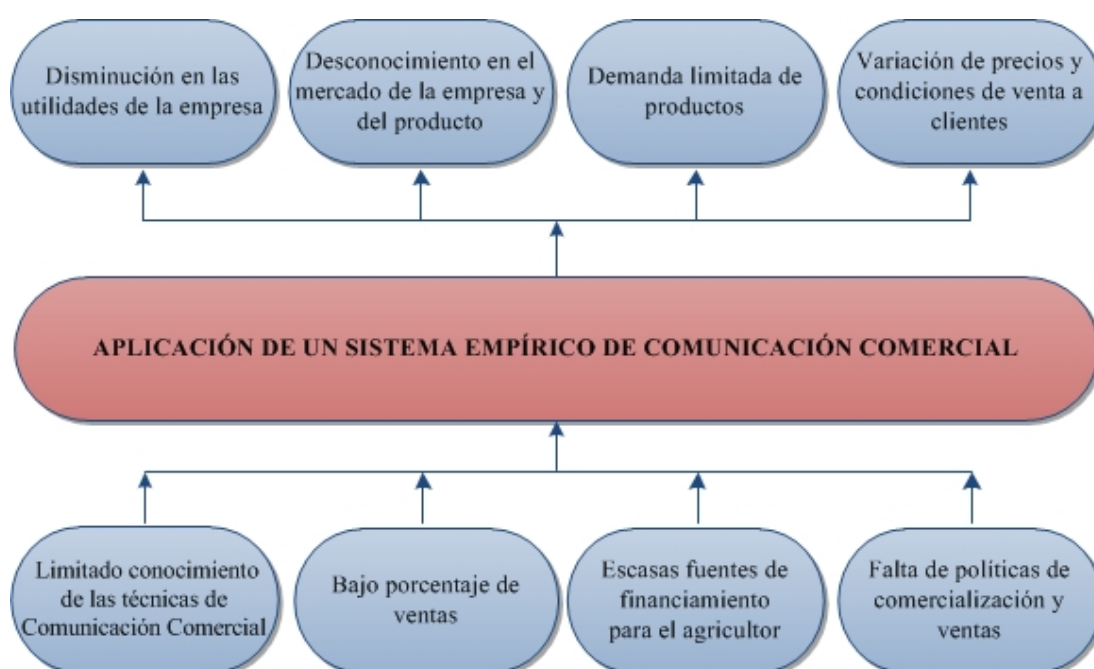 Disminución en las
utilidades de la empresa
Desconocimiento en el
mercado de la empresa y
del producto
Demanda limitada de
productos
Variación de precios y
condiciones de venta a
clientes
APLICACIÓN DE UN SISTEMA EMPÍRICO DE COMUNICACIÓN COMERCIAL
Limitado conocimiento
de las técnicas de
Comunicación Comercial
Bajo porcentaje de
ventas
Escasas fuentes de
financiamiento
para el agricultor
Falta de políticas de
comercialización y
ventas